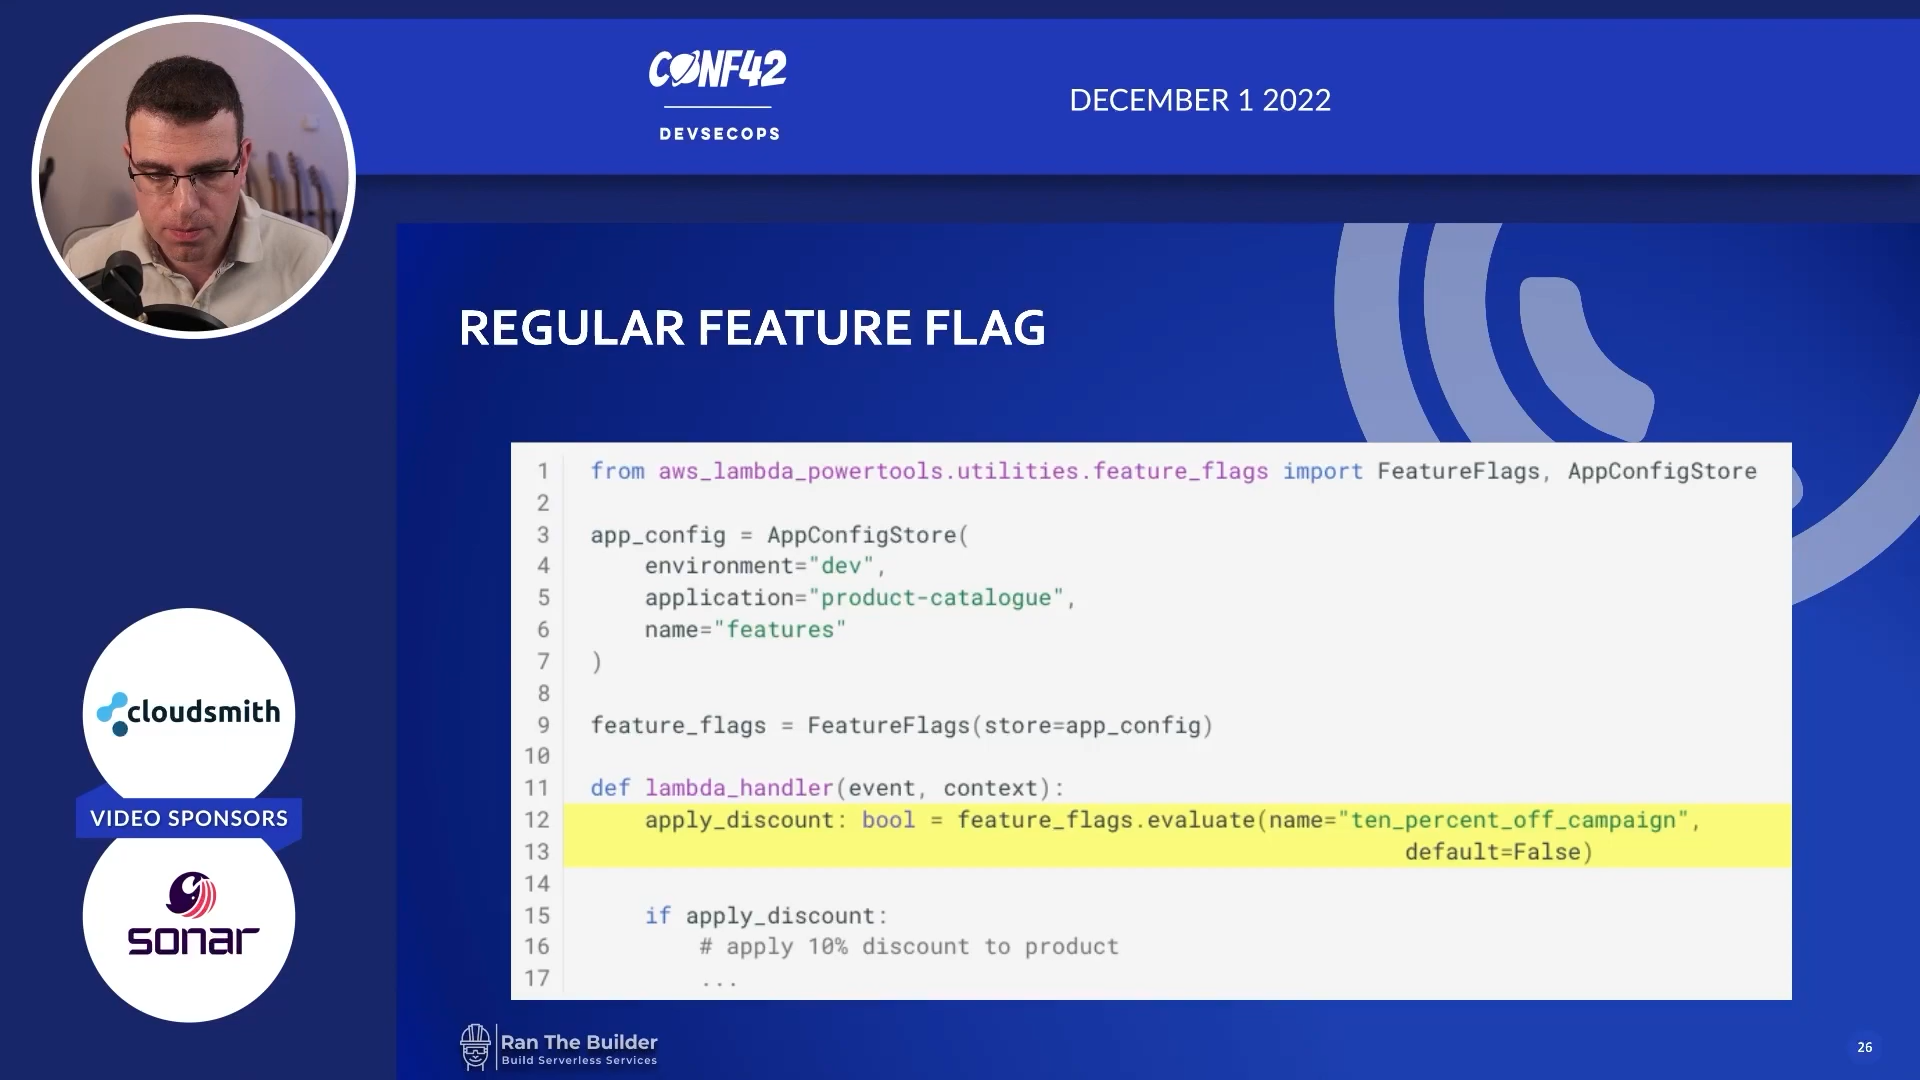 CONF42
DEVSECOPS
DECEMBER 1 2022
REGULAR FEATURE FLAG
1 from aws_lambda_powertools.utilities.feature_flags import FeatureFlags, AppConfigStore
2
3 app_config = AppConfigStore(
4     environment="dev",
5     application="product-catalogue",
6     name="features"
7 )
8
9 feature_flags = FeatureFlags(store=app_config)
10
11 def lambda_handler(event, context):
12     apply_discount: bool = feature_flags.evaluate(name="ten_percent_off_campaign",
13                                                   default=False)
14
15     if apply_discount:
16         # apply 10% discount to product
17         ...
cloudsmith
VIDEO SPONSORS
sonar
Ran The Builder
Build Serverless Services
26